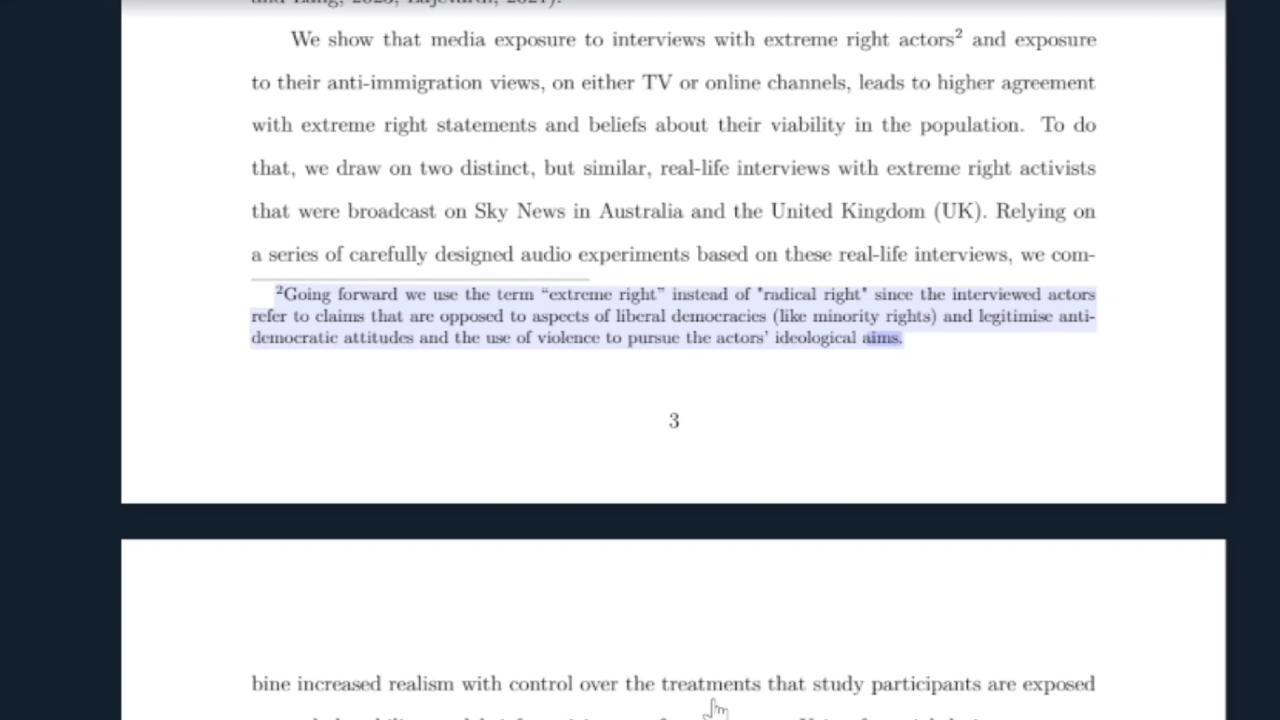 We show that media exposure to interviews with extreme right actors² and exposure
to their anti-immigration views, on either TV or online channels, leads to higher agreement
with extreme right statements and beliefs about their viability in the population. To do
that, we draw on two distinct, but similar, real-life interviews with extreme right activists
that were broadcast on Sky News in Australia and the United Kingdom (UK). Relying on
a series of carefully designed audio experiments based on these real-life interviews, we com-
²Going forward we use the term “extreme right” instead of "radical right" since the interviewed actors
refer to claims that are opposed to aspects of liberal democracies (like minority rights) and legitimise anti-
democratic attitudes and the use of violence to pursue the actors’ ideological aims.
3
bine increased realism with control over the treatments that study participants are exposed